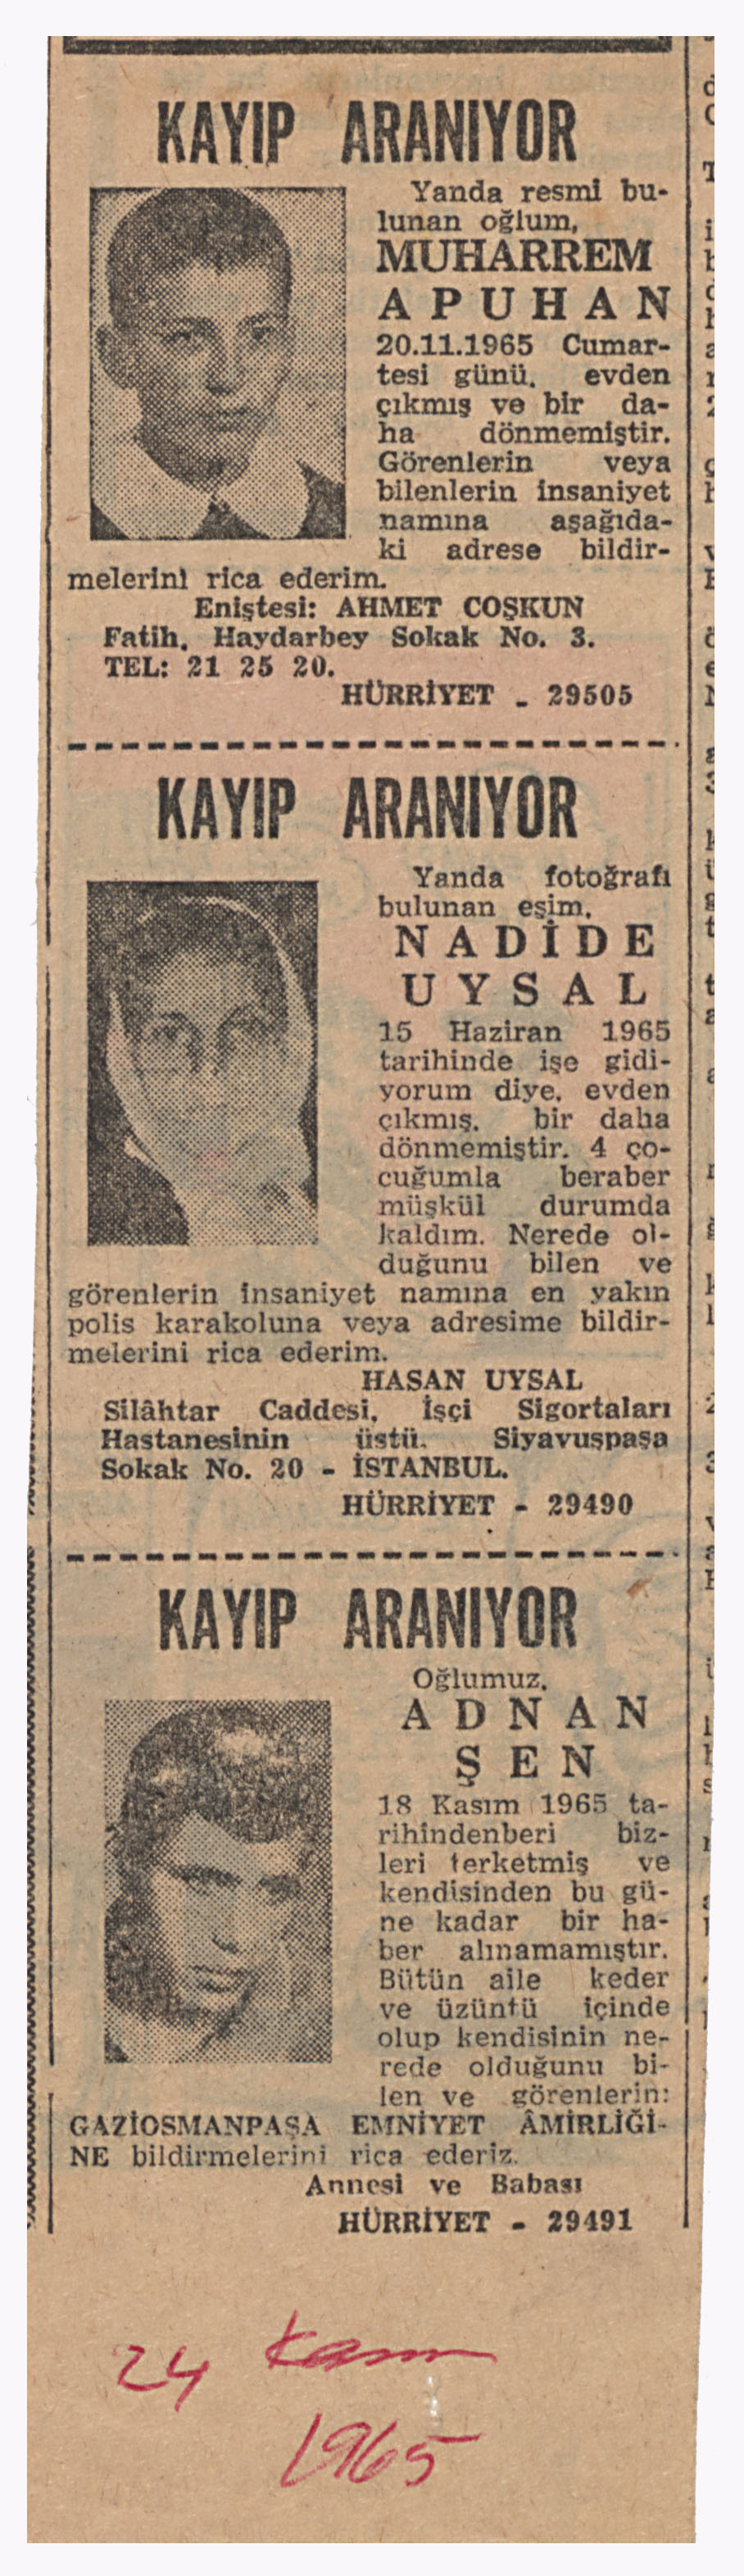 KAYIP ARANIYOR
Yanda resmi bu-
lunan oğlum,
MUHARREM
APUHAN
20.11.1965 Cumar-
tesi günü, evden
çıkmış ve bir da-
ha dönmemiştir.
Görenlerin veya
bilenlerin insaniyet
namına aşağıda-
ki adrese bildir-
melerini rica ederim.
Eniştesi: AHMET COŞKUN
Fatih, Haydarbey Sokak No. 3.
TEL: 21 25 20.
HÜRRİYET - 29505
KAYIP ARANIYOR
Yanda fotoğrafı
bulunan eşim,
NADİDE
UYSAL
15 Haziran 1965
tarihinde işe gidi-
yorum diye, evden
çıkmış, bir daha
dönmemiştir. 4 ço-
cuğumla beraber
müşkül durumda
kaldım. Nerede ol-
duğunu bilen ve
görenlerin insaniyet namına en yakın
polis karakoluna veya adresime bildir-
melerini rica ederim.
HASAN UYSAL
Silâhtar Caddesi, İşçi Sigortaları
Hastanesinin üstü. Siyavuşpaşa
Sokak No. 20 - İSTANBUL.
HÜRRİYET - 29490
KAYIP ARANIYOR
Oğlumuz,
ADNAN
ŞEN
18 Kasım 1965 ta-
rihindenberi biz-
leri terketmiş ve
kendisinden bu gü-
ne kadar bir ha-
ber alınamamıştır.
Bütün aile keder
ve üzüntü içinde
olup kendisinin ne-
rede olduğunu bi-
len ve görenlerin:
GAZİOSMANPAŞA EMNİYET ÂMİRLİĞİ-
NE bildirmelerini rica ederiz.
Annesi ve Babası
HÜRRİYET - 29491
24 Kasım
1965